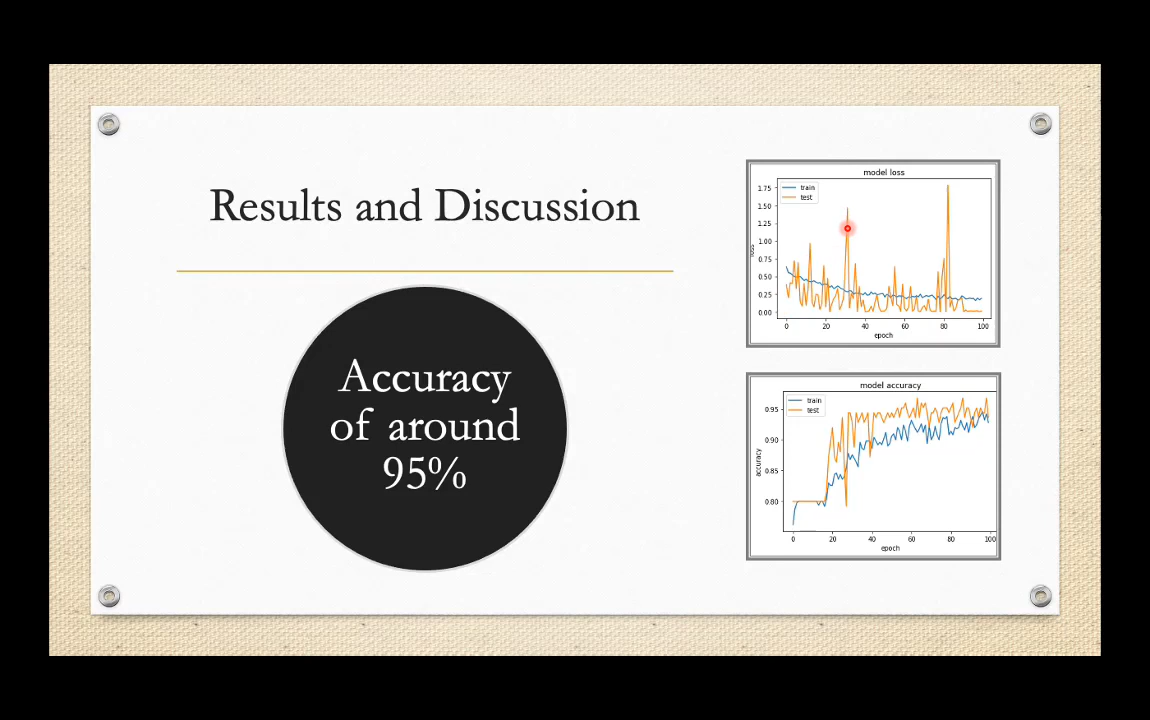 Results and Discussion
Accuracy
of around
95%
model loss
train
test
1.75
1.50
1.25
1.00
0.75
0.50
0.25
0.00
loss
0 20 40 60 80 100
epoch
model accuracy
train
test
0.95
0.90
0.85
0.80
accuracy
0 20 40 60 80 100
epoch